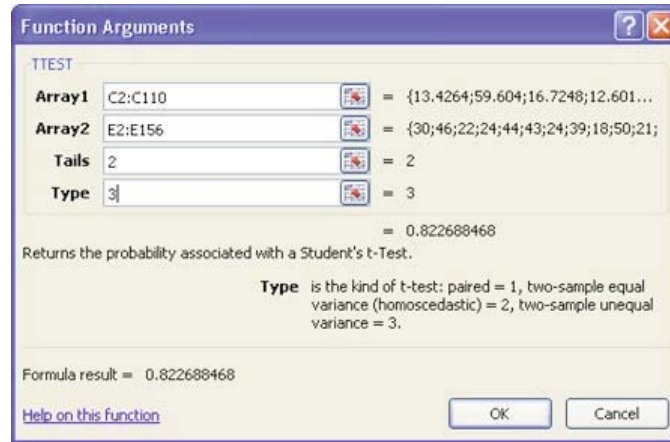 Function Arguments
TTEST
Array1 C2:C110 = {13.4264;59.604;16.7248;12.601...
Array2 E2:E156 = {30;46;22;24;44;43;24;39;18;50;21;
Tails 2 = 2
Type 3 = 3
= 0.822688468
Returns the probability associated with a Student's t-Test.
Type is the kind of t-test: paired = 1, two-sample equal
variance (homoscedastic) = 2, two-sample unequal
variance = 3.
Formula result = 0.822688468
Help on this function OK Cancel